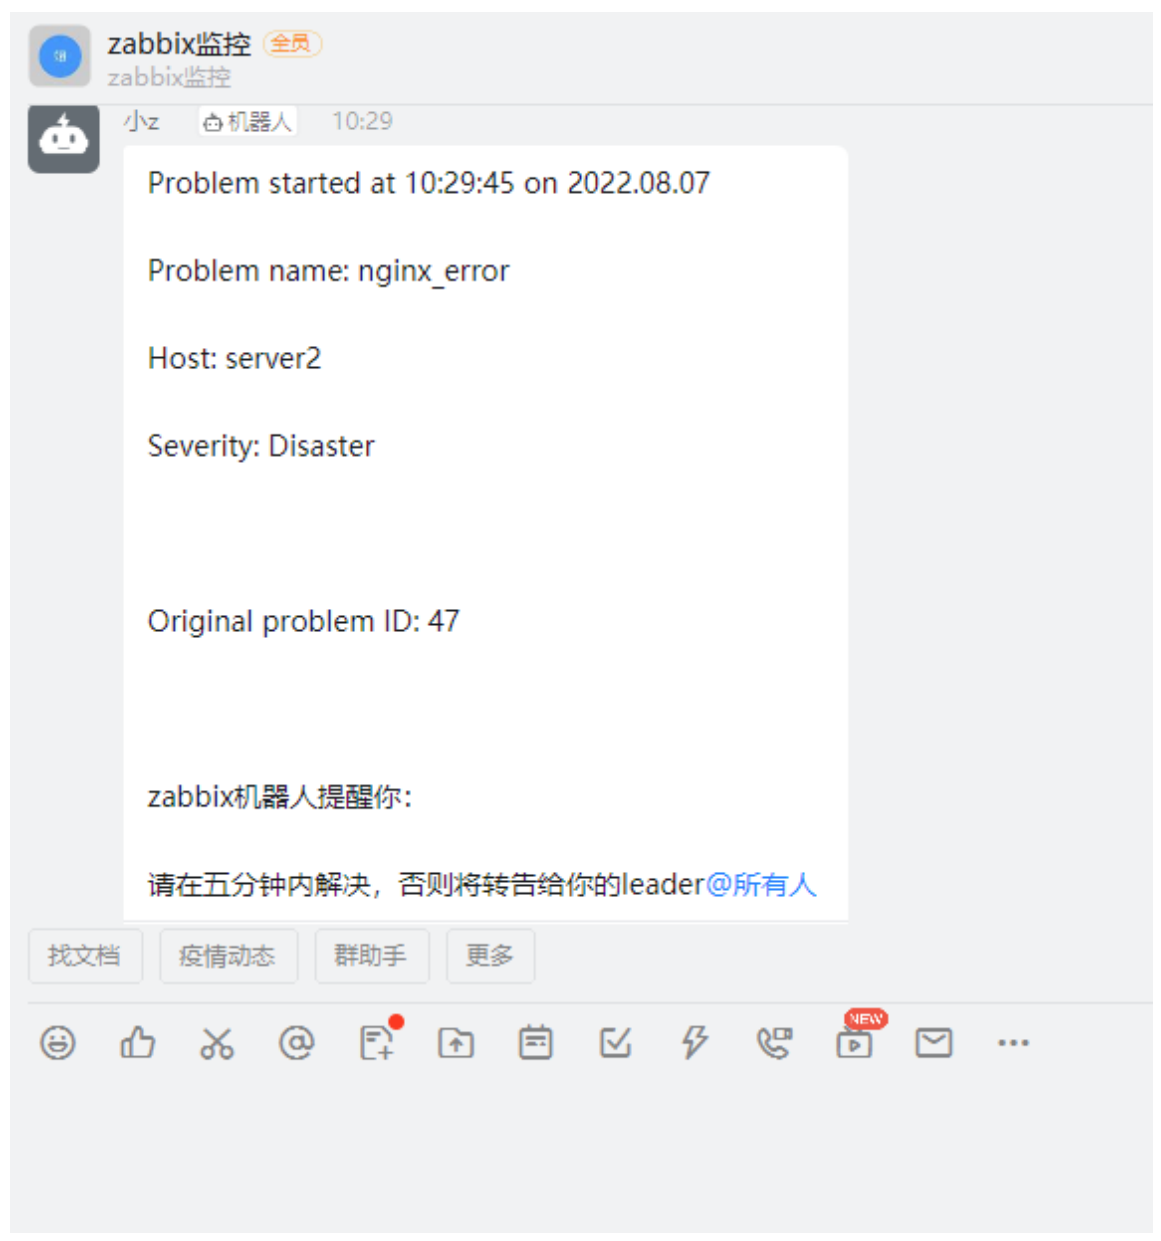 zabbix监控 全员
zabbix监控
小z 机器人 10:29
Problem started at 10:29:45 on 2022.08.07
Problem name: nginx_error
Host: server2
Severity: Disaster
Original problem ID: 47
zabbix机器人提醒你：
请在五分钟内解决，否则将转告给你的leader@所有人
找文档 疫情动态 群助手 更多
NEW